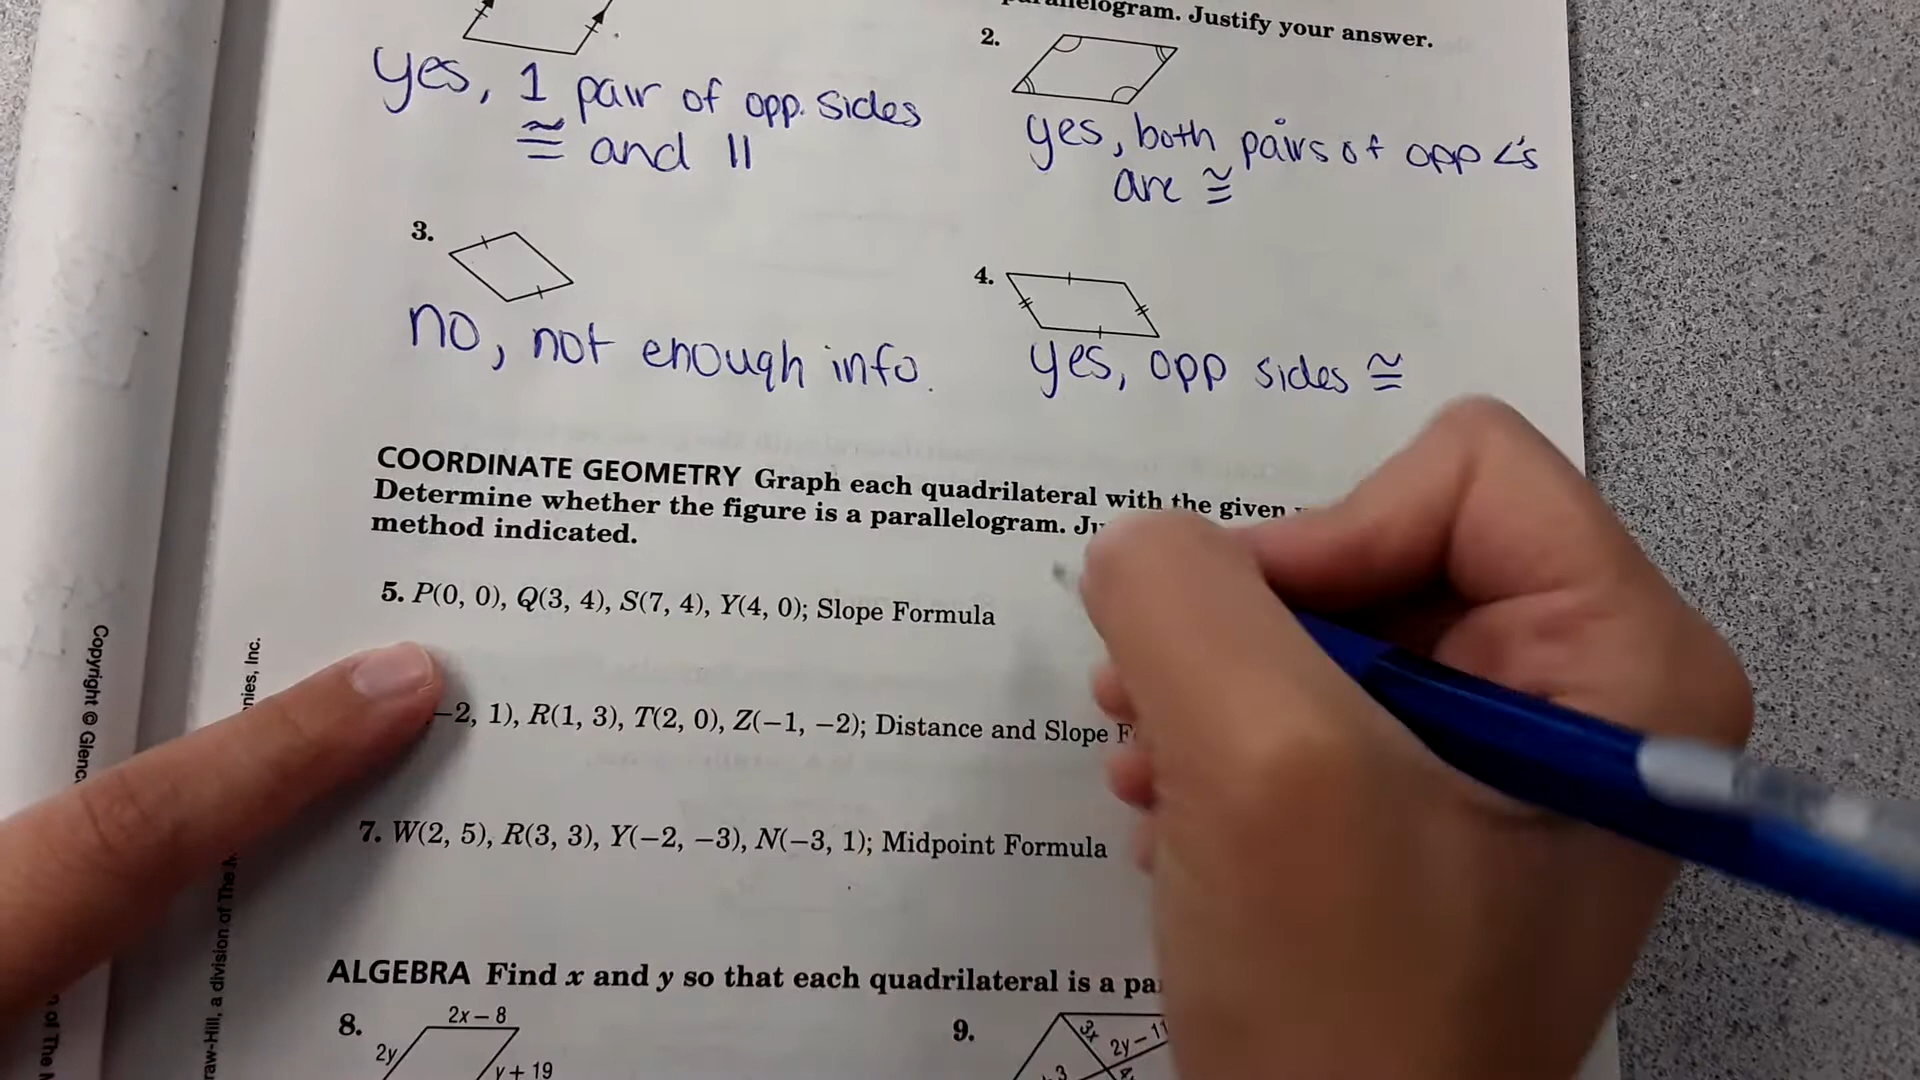 parallelogram. Justify your answer.
yes, 1 pair of opp. sides
≅ and ||
2.
yes, both pairs of opp ∠'s
are ≅
3.
no, not enough info.
4.
yes, opp sides ≅
COORDINATE GEOMETRY Graph each quadrilateral with the given
Determine whether the figure is a parallelogram.
method indicated.
5. P(0, 0), Q(3, 4), S(7, 4), Y(4, 0); Slope Formula
−2, 1), R(1, 3), T(2, 0), Z(−1, −2); Distance and Slope
7. W(2, 5), R(3, 3), Y(−2, −3), N(−3, 1); Midpoint Formula
ALGEBRA Find x and y so that each quadrilateral is a
8.
2x − 8
2y
y + 19
9.
3x
2y − 11
3
Copyright © Glenc
raw-Hill, a division of The M
nies, Inc.
n of The M